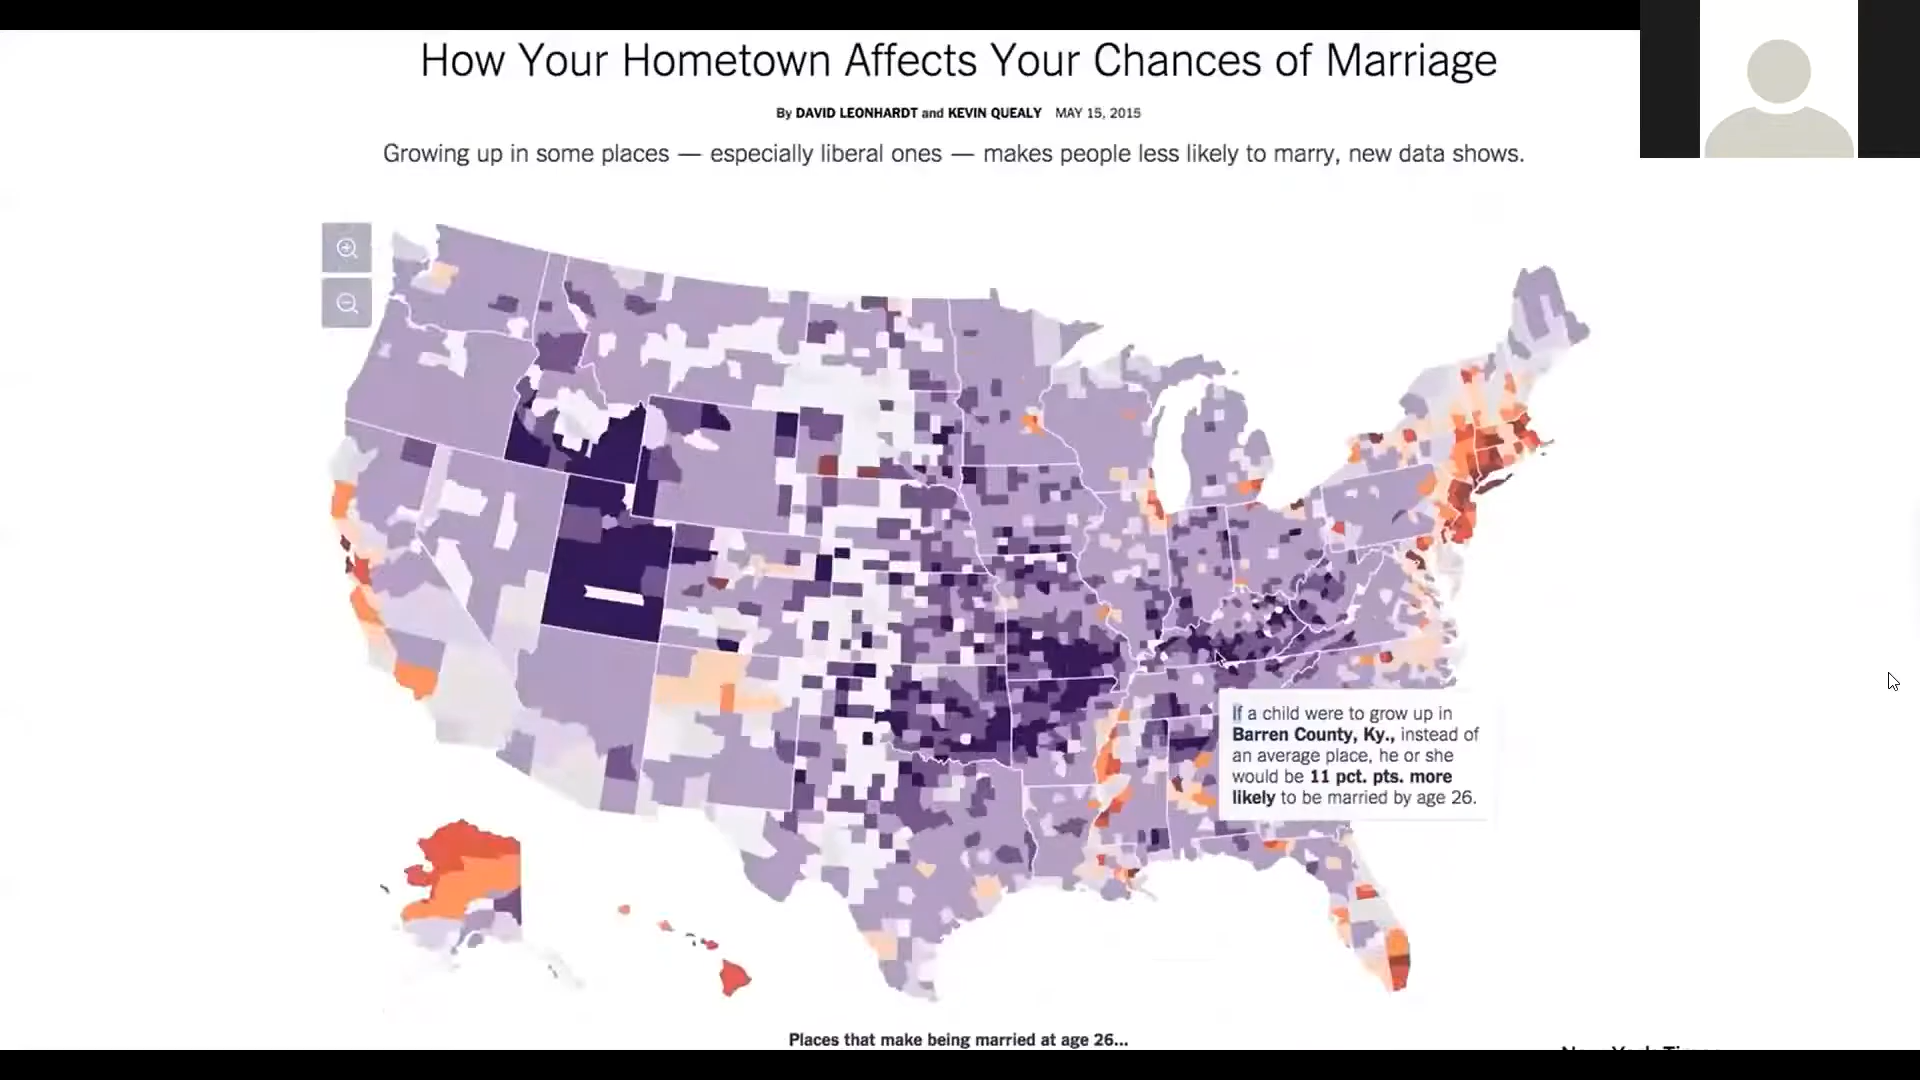 How Your Hometown Affects Your Chances of Marriage
By DAVID LEONHARDT and KEVIN QUEALY MAY 15, 2015
Growing up in some places — especially liberal ones — makes people less likely to marry, new data shows.
If a child were to grow up in
Barren County, Ky., instead of
an average place, he or she
would be 11 pct. pts. more
likely to be married by age 26.
Places that make being married at age 26...